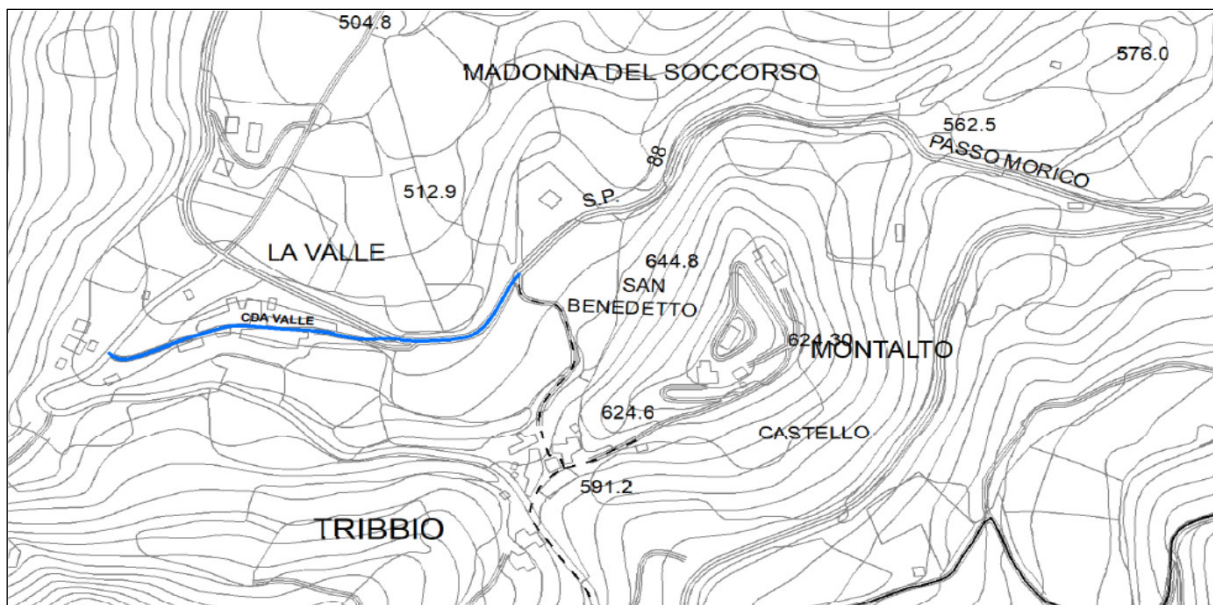 504.8
576.0
MADONNA DEL SOCCORSO
562.5
PASSO MORICO
88
S.P.
512.9
LA VALLE
644.8
SAN
BENEDETTO
CDA VALLE
624.30
MONTALTO
624.6
CASTELLO
591.2
TRIBBIO